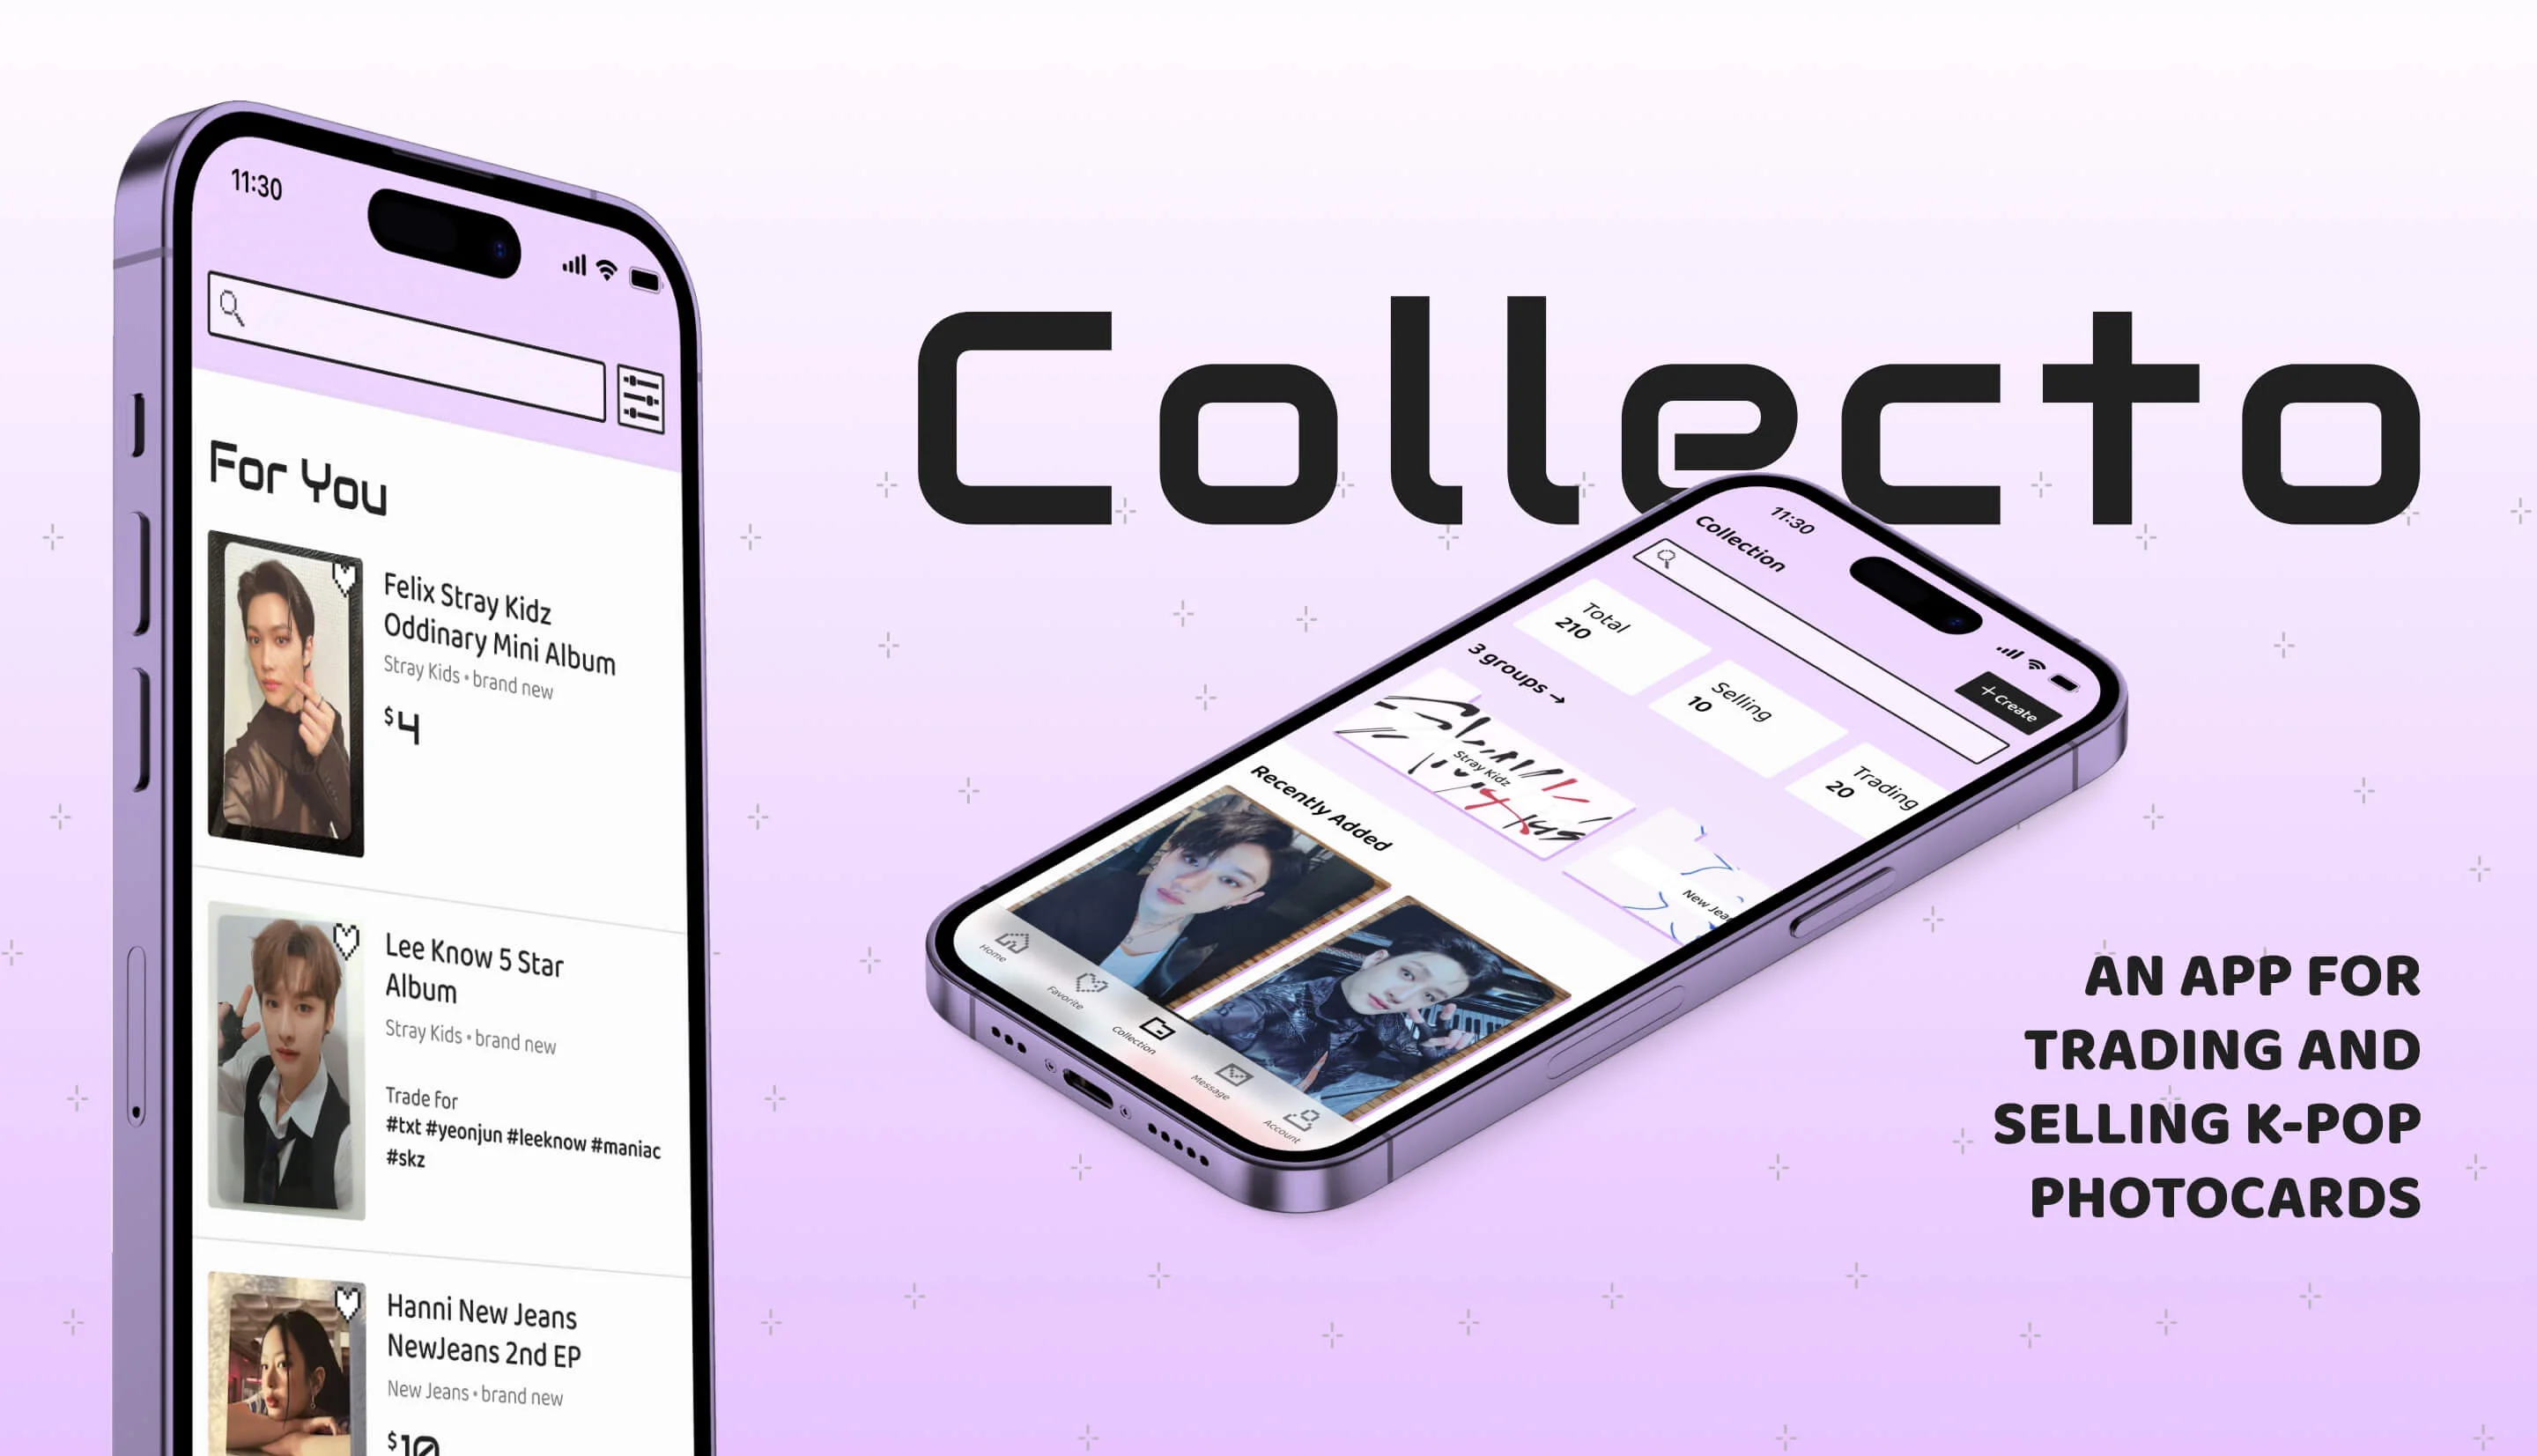 11:30
For You
Felix Stray Kidz
Oddinary Mini Album
Stray Kids • brand new
$4
Lee Know 5 Star
Album
Stray Kids • brand new
Trade For
#txt #yeonjun #leeknow #maniac
#skz
Hanni New Jeans
NewJeans 2nd EP
New Jeans • brand new
$10
Collecto
11:30
Collection
+ Create
Total
210
Selling
10
Trading
20
3 groups →
Stray Kidz
New Jea
Recently Added
Home
Favorite
Collection
Message
Account
AN APP FOR
TRADING AND
SELLING K-POP
PHOTOCARDS